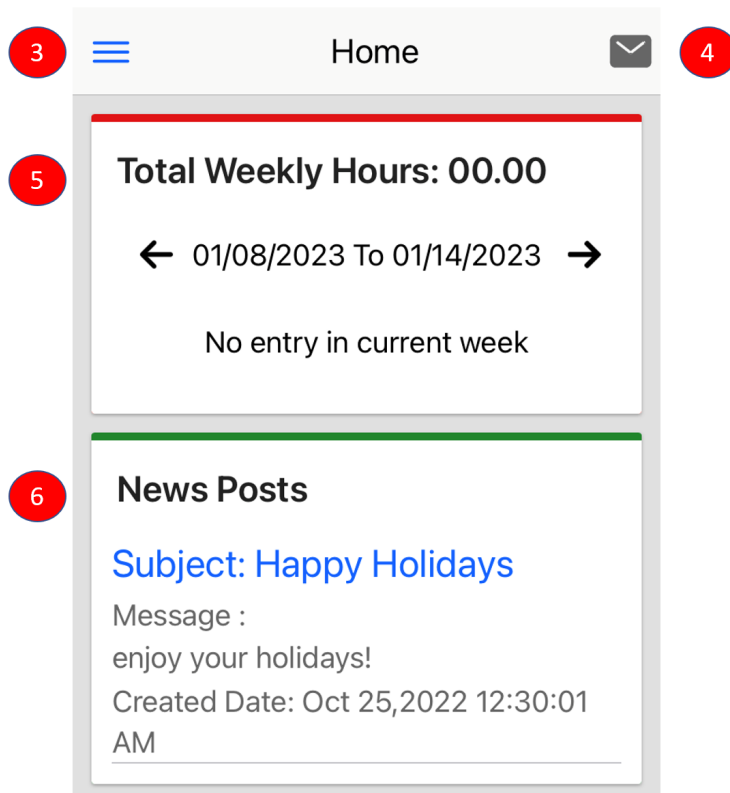 3
Home
4
5
Total Weekly Hours: 00.00
01/08/2023 To 01/14/2023
No entry in current week
6
News Posts
Subject: Happy Holidays
Message :
enjoy your holidays!
Created Date: Oct 25,2022 12:30:01
AM